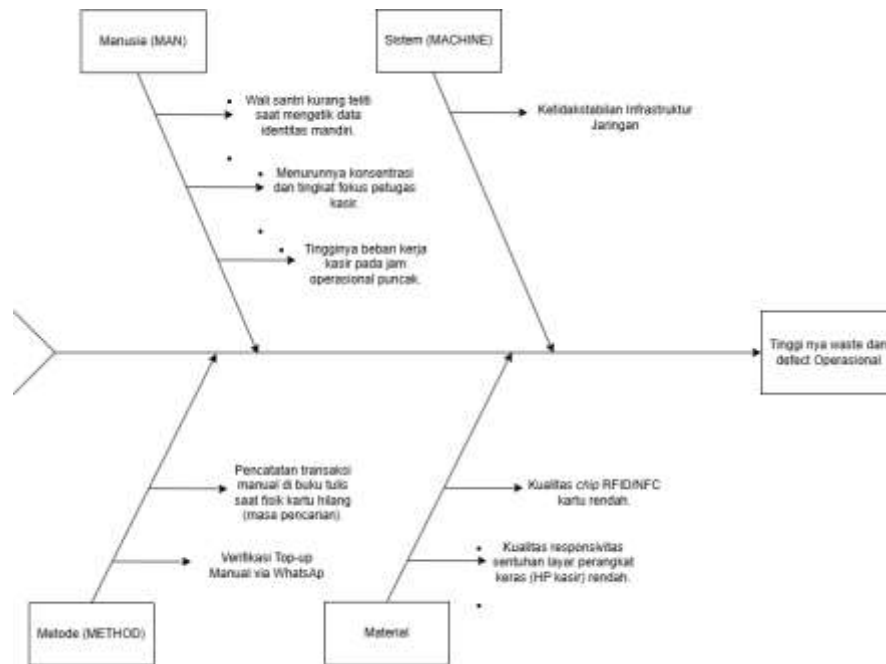 Manusia (MAN)
Sistem (MACHINE)
• Wali santri kurang teliti
saat mengetik data
identitas mandiri.
•
• Menurunnya konsentrasi
dan tingkat fokus petugas
kasir.
•
• Tingginya beban kerja
kasir pada jam
operasional puncak.
Ketidakstabilan Infrastruktur
Jaringan
Tinggi nya waste dan
defect Operasional
Pencatatan transaksi
manual di buku tulis
saat fisik kartu hilang
(masa pencarian)
Verifikasi Top-up
Manual via WhatsAp
Kualitas chip RFID/NFC
kartu rendah.
• Kualitas responsivitas
sentuhan layar perangkat
keras (HP kasir) rendah.
•
Metode (METHOD)
Material